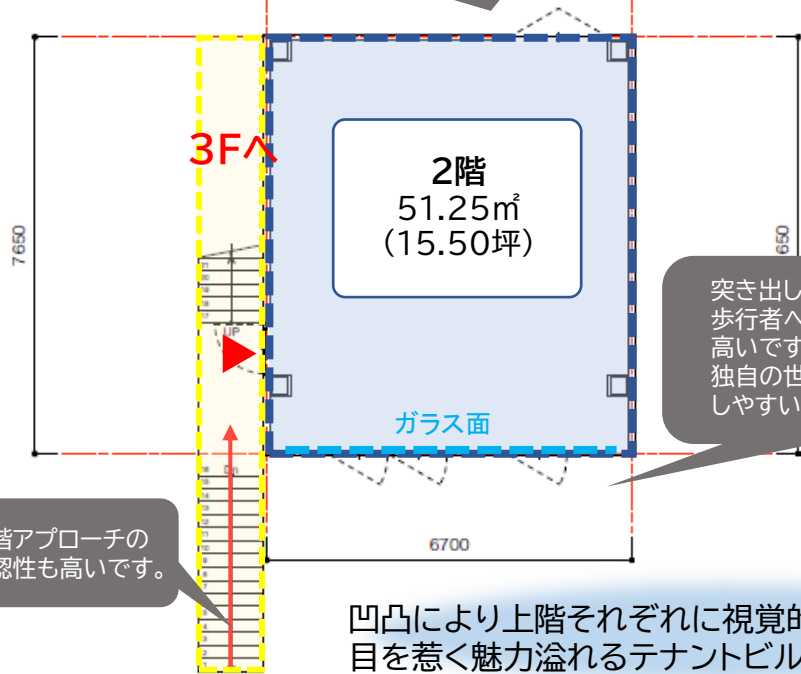 3Fへ
2階
51.25㎡
(15.50坪)
7650
650
UP
Dn
ガラス面
突き出し
歩行者へ
高いです
独自の世
しやすい
階アプローチの
認性も高いです。
6700
凹凸により上階それぞれに視覚的
目を惹く魅力溢れるテナントビル